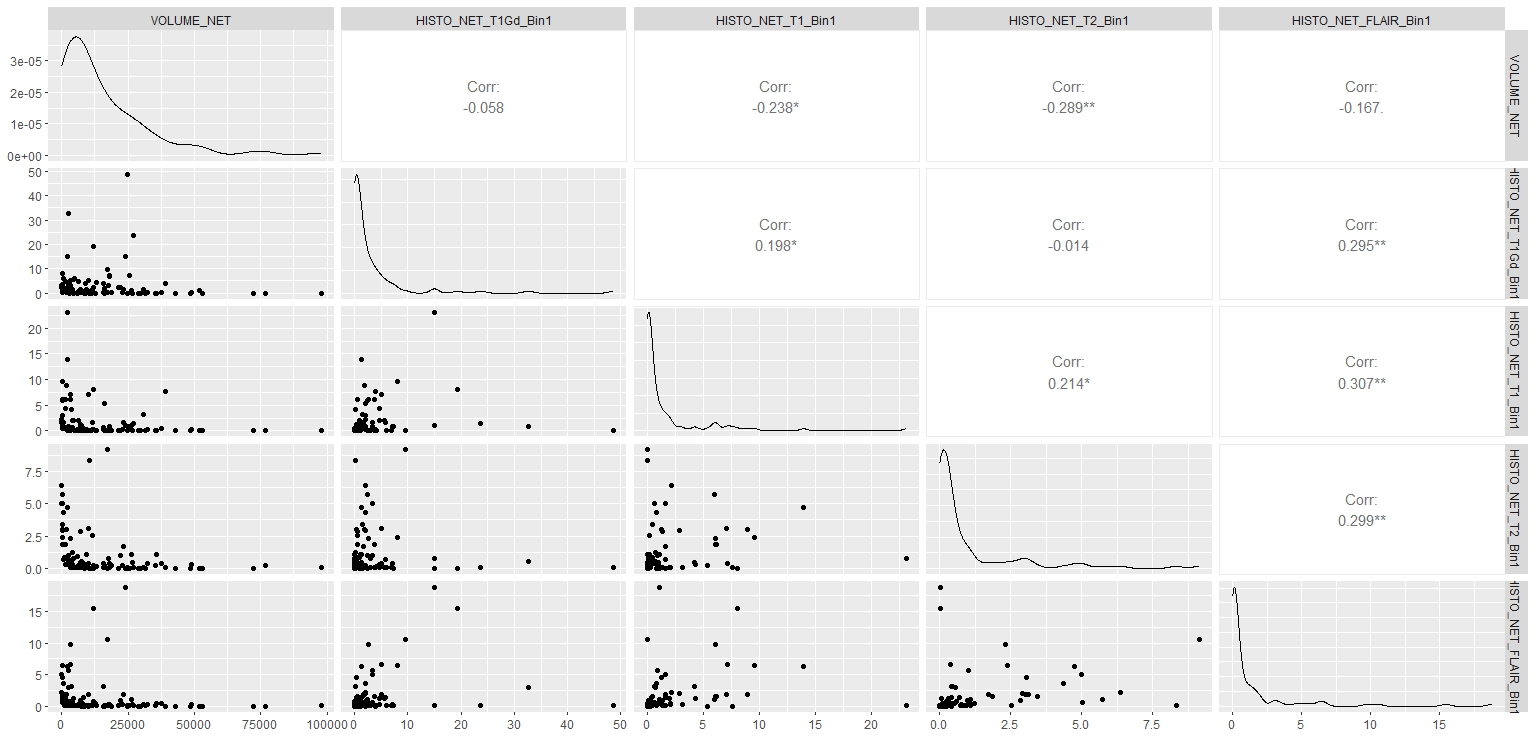 VOLUME_NET HISTO_NET_T1Gd_Bin1 HISTO_NET_T1_Bin1 HISTO_NET_T2_Bin1 HISTO_NET_FLAIR_Bin1
3e-05
2e-05
1e-05
0e+00
Corr:
-0.058
Corr:
-0.238*
Corr:
-0.289**
Corr:
-0.167.
VOLUME_NET
50
40
30
20
10
0
Corr:
0.198*
Corr:
-0.014
Corr:
0.295**
HISTO_NET_T1Gd_Bin1
20
15
10
5
0
Corr:
0.214*
Corr:
0.307**
HISTO_NET_T1_Bin1
7.5
5.0
2.5
0.0
Corr:
0.299**
HISTO_NET_T2_Bin1
15
10
5
0
HISTO_NET_FLAIR_Bin1
0 25000 50000 75000 100000 0 10 20 30 40 50 0 5 10 15 20 0.0 2.5 5.0 7.5 0 5 10 15